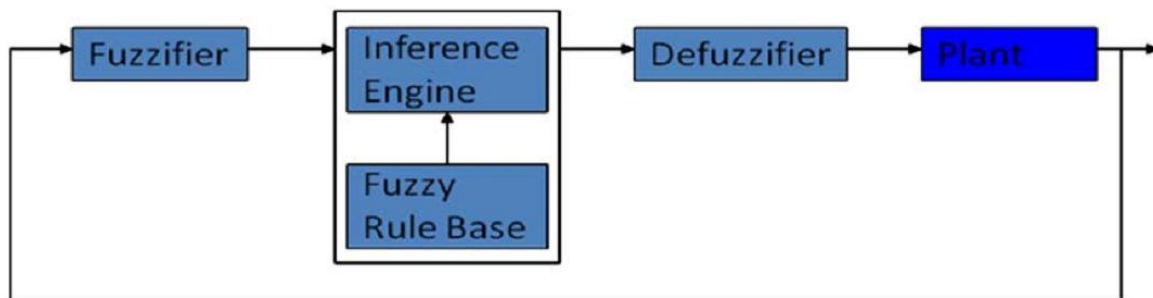 Fuzzifier
Inference
Engine
Fuzzy
Rule Base
Defuzzifier
Plant